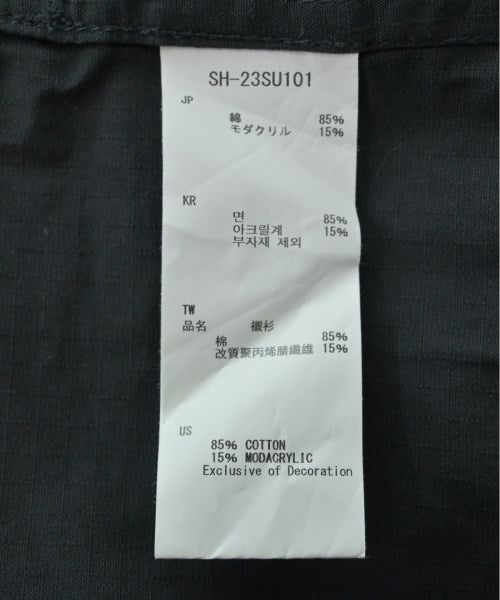 SH-23SU101
JP
綿 85%
モダクリル 15%
KR
면 85%
아크릴계 15%
부자재 제외
TW
品名 襯衫
棉 85%
改質聚丙烯腈纖維 15%
US
85% COTTON
15% MODACRYLIC
Exclusive of Decoration